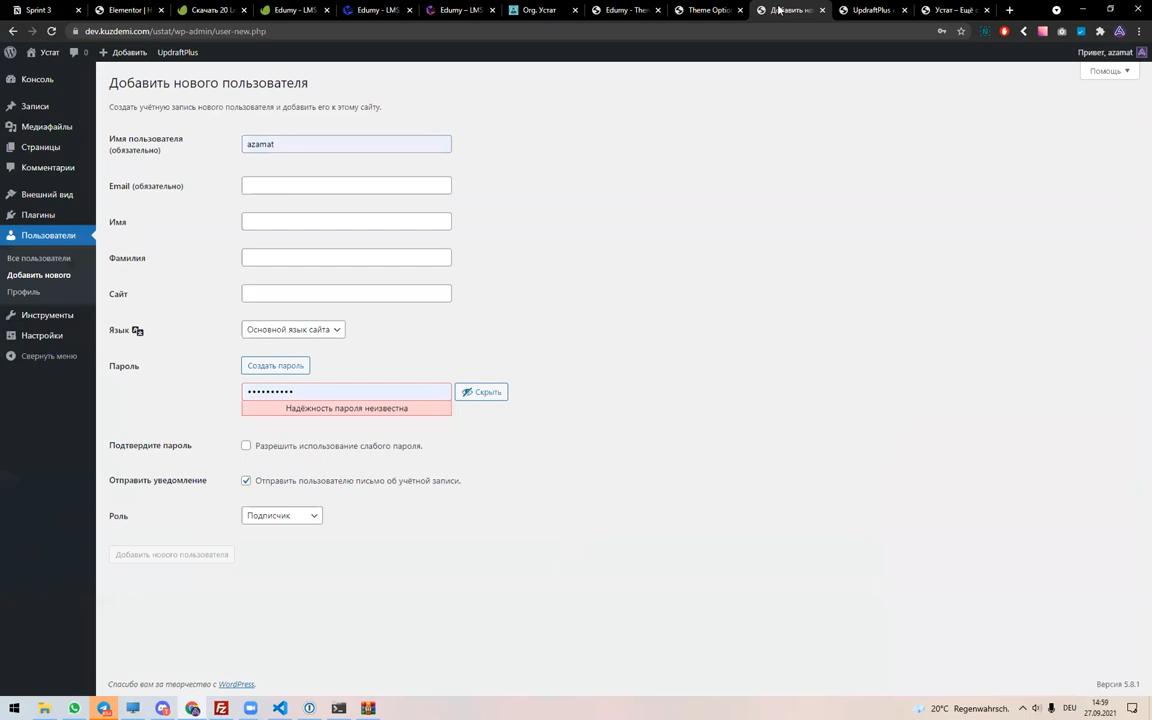 Sprint 3
Elementor | H
Скачать 20 L
Edumy - LMS
Edumy - LMS
Edumy – LMS
Org. Устат
Edumy - The
Theme Option
Добавить но
UpdraftPlus
Устат – Ещё
dev.kuzdemi.com/ustat/wp-admin/user-new.php
Устат
0
Добавить
UpdraftPlus
Привет, azamat
Консоль
Записи
Медиафайлы
Страницы
Комментарии
Внешний вид
Плагины
Пользователи
Все пользователи
Добавить нового
Профиль
Инструменты
Настройки
Свернуть меню
Помощь
Добавить нового пользователя
Создать учётную запись нового пользователя и добавить его к этому сайту.
Имя пользователя
(обязательно)
azamat
Email (обязательно)
Имя
Фамилия
Сайт
Язык
Основной язык сайта
Пароль
Создать пароль
••••••••••
Скрыть
Надёжность пароля неизвестна
Подтвердите пароль
Разрешить использование слабого пароля.
Отправить уведомление
Отправить пользователю письмо об учётной записи.
Роль
Подписчик
Добавить нового пользователя
Спасибо вам за творчество с WordPress.
Версия 5.8.1
20°C Regenwahrsch.
DEU
14:59
27.09.2021